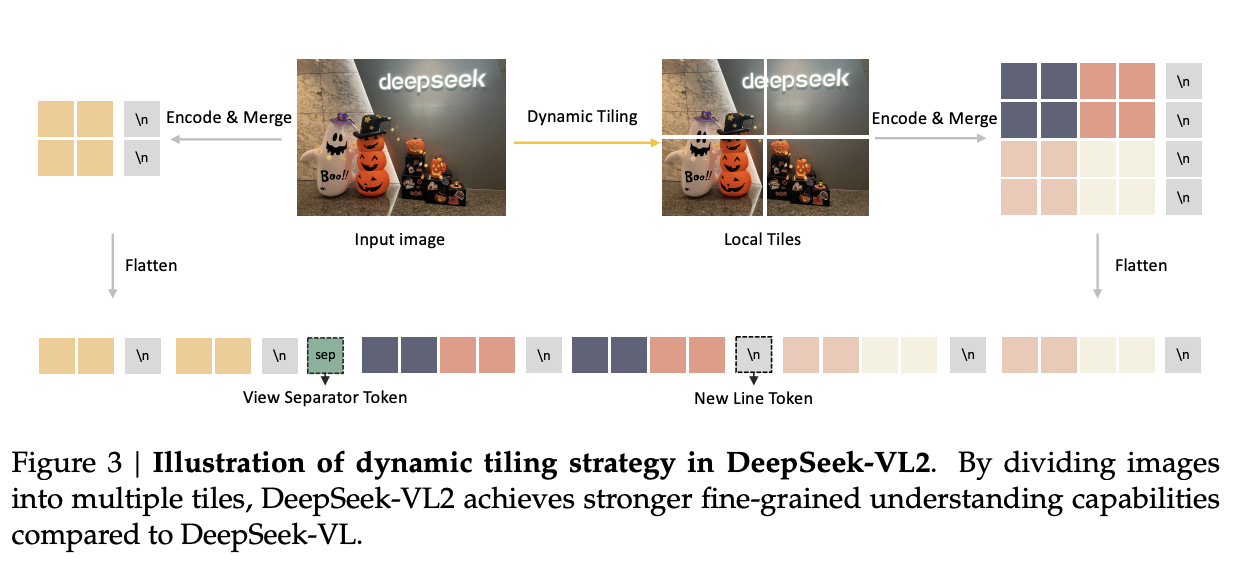 deepseek
deepseek
\n
\n
Encode & Merge
Boo!!
Dynamic Tiling
Boo!!
Encode & Merge
\n
\n
\n
\n
Input image
Local Tiles
Flatten
Flatten
\n
\n
sep
\n
\n
\n
\n
View Separator Token
New Line Token
Figure 3 | Illustration of dynamic tiling strategy in DeepSeek-VL2. By dividing images
into multiple tiles, DeepSeek-VL2 achieves stronger fine-grained understanding capabilities
compared to DeepSeek-VL.